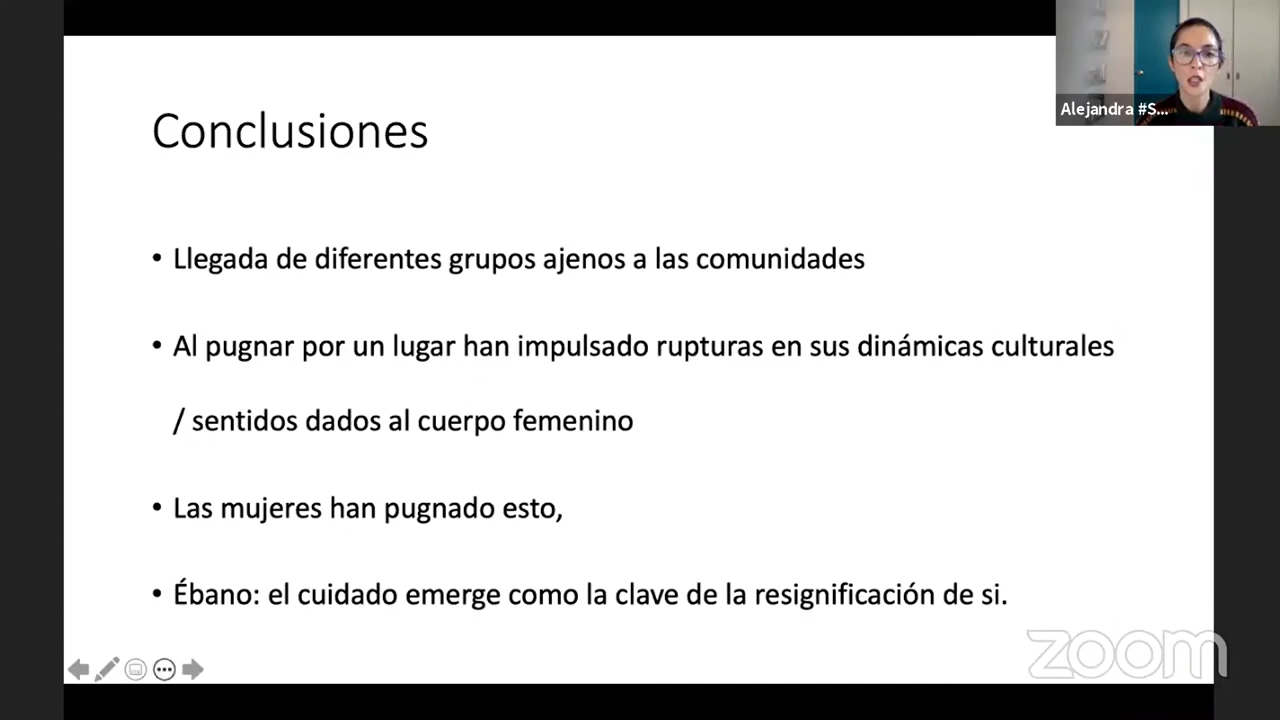 Alejandra #S...
Conclusiones
• Llegada de diferentes grupos ajenos a las comunidades
• Al pugnar por un lugar han impulsado rupturas en sus dinámicas culturales
/ sentidos dados al cuerpo femenino
• Las mujeres han pugnado esto,
• Ébano: el cuidado emerge como la clave de la resignificación de si.
zoom